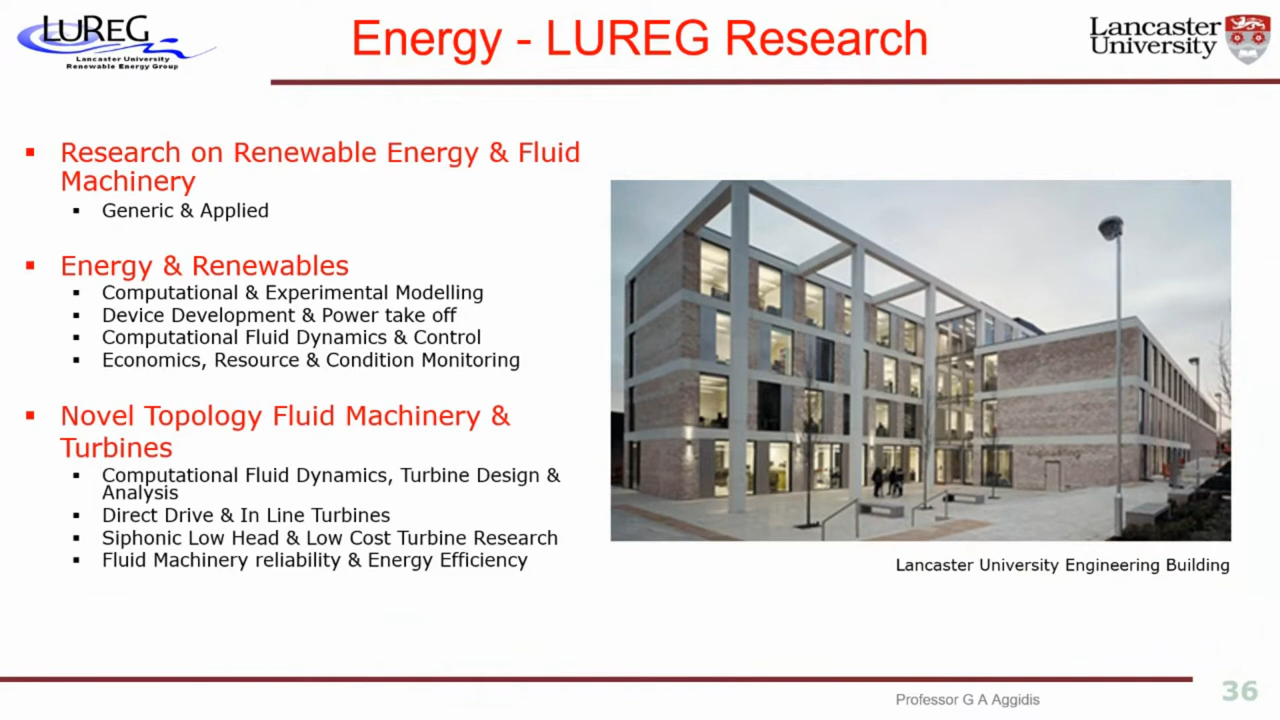 LUREG
Lancaster University
Renewable Energy Group
Energy - LUREG Research
Lancaster
University
Research on Renewable Energy & Fluid
Machinery
Generic & Applied
Energy & Renewables
Computational & Experimental Modelling
Device Development & Power take off
Computational Fluid Dynamics & Control
Economics, Resource & Condition Monitoring
Novel Topology Fluid Machinery &
Turbines
Computational Fluid Dynamics, Turbine Design &
Analysis
Direct Drive & In Line Turbines
Siphonic Low Head & Low Cost Turbine Research
Fluid Machinery reliability & Energy Efficiency
Lancaster University Engineering Building
Professor G A Aggidis
36